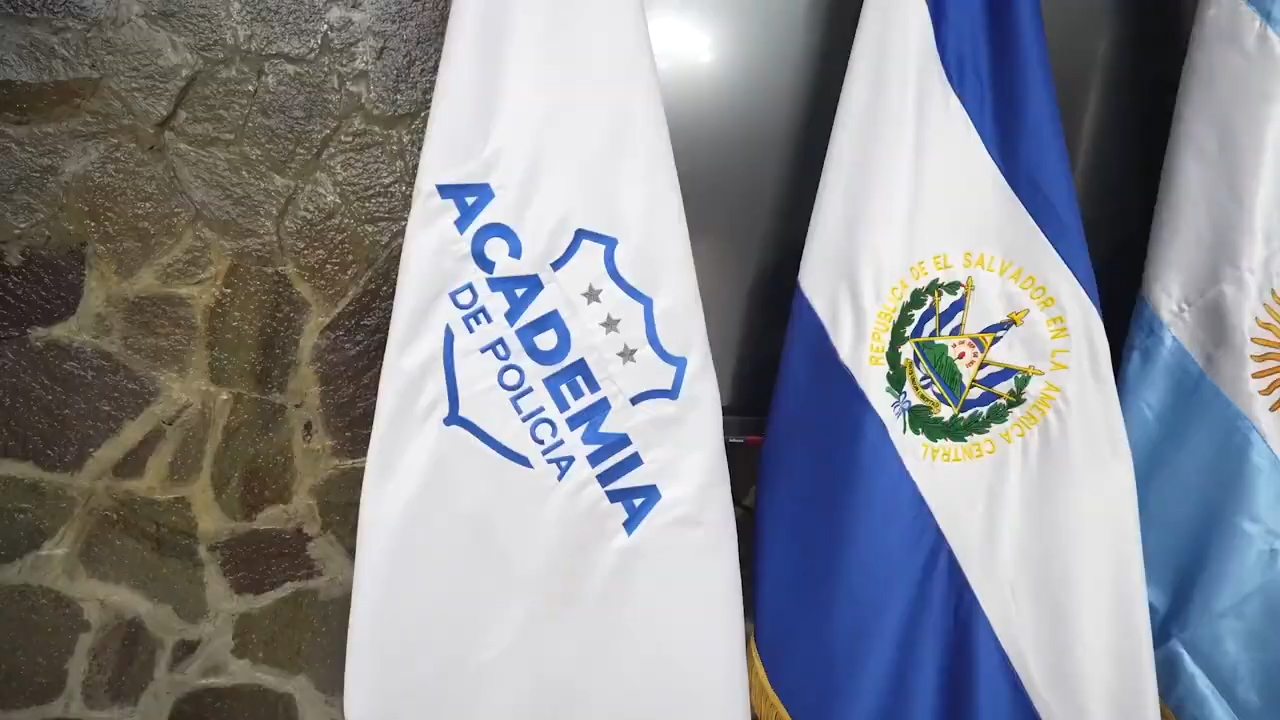 ACADEMIA
DE POLICIA
REPUBLICA DE EL SALVADOR EN LA AMERICA CENTRAL